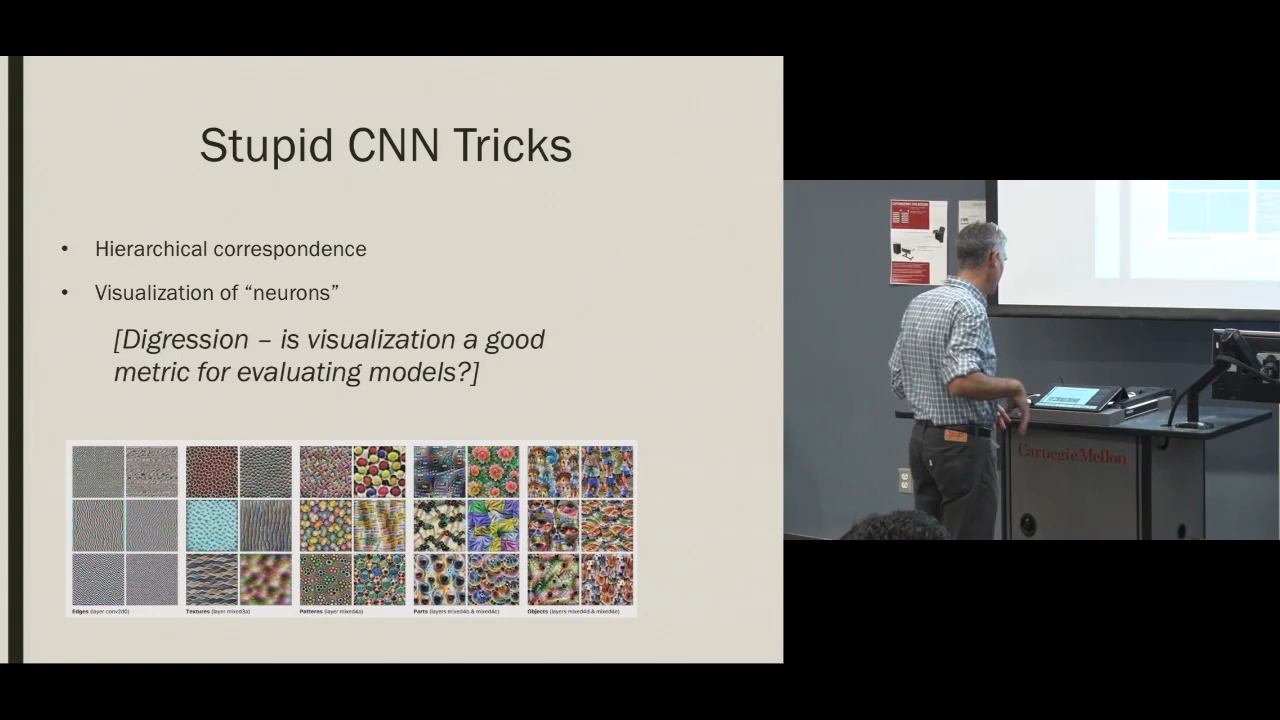 Stupid CNN Tricks
• Hierarchical correspondence
• Visualization of “neurons”
[Digression – is visualization a good
metric for evaluating models?]
Edges (layer conv2d0)
Textures (layer mixed3a)
Patterns (layer mixed4a)
Parts (layers mixed4b & mixed4c)
Objects (layers mixed4d & mixed4e)
Carnegie Mellon